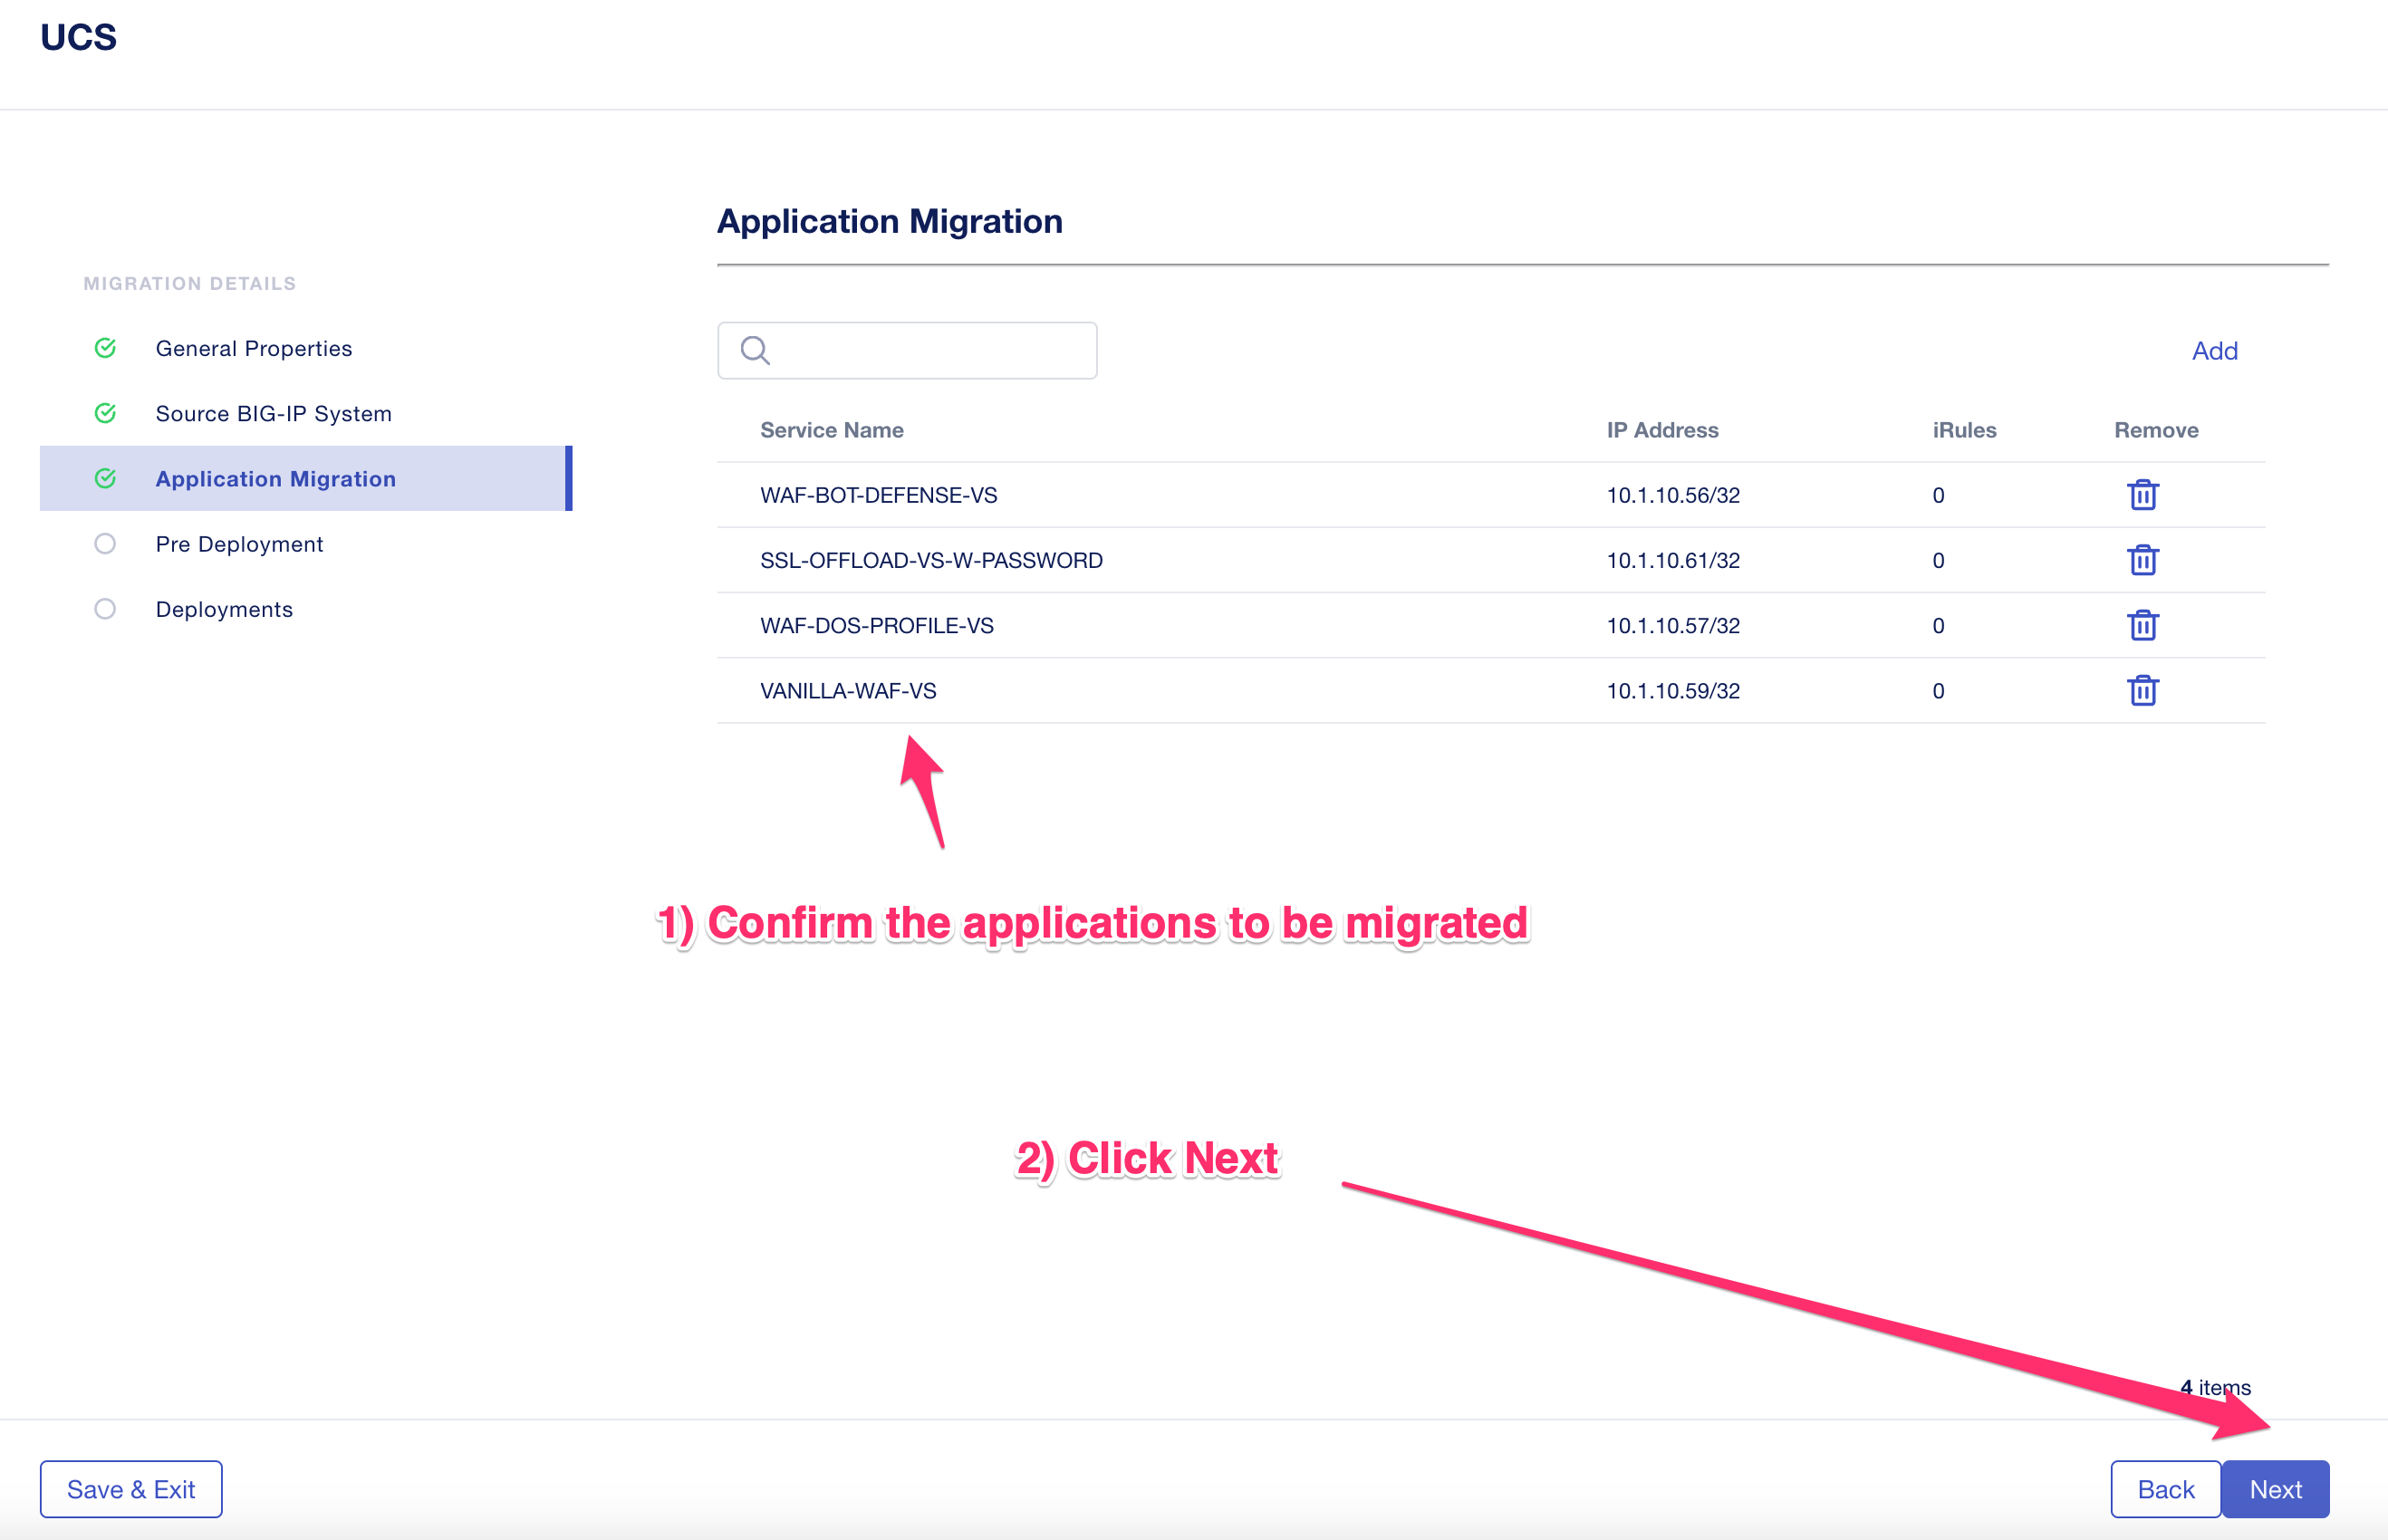 UCS
Application Migration
MIGRATION DETAILS
General Properties
Source BIG-IP System
Application Migration
Pre Deployment
Deployments
Add
Service Name IP Address iRules Remove
WAF-BOT-DEFENSE-VS 10.1.10.56/32 0
SSL-OFFLOAD-VS-W-PASSWORD 10.1.10.61/32 0
WAF-DOS-PROFILE-VS 10.1.10.57/32 0
VANILLA-WAF-VS 10.1.10.59/32 0
1) Confirm the applications to be migrated
2) Click Next
4 items
Save & Exit Back Next